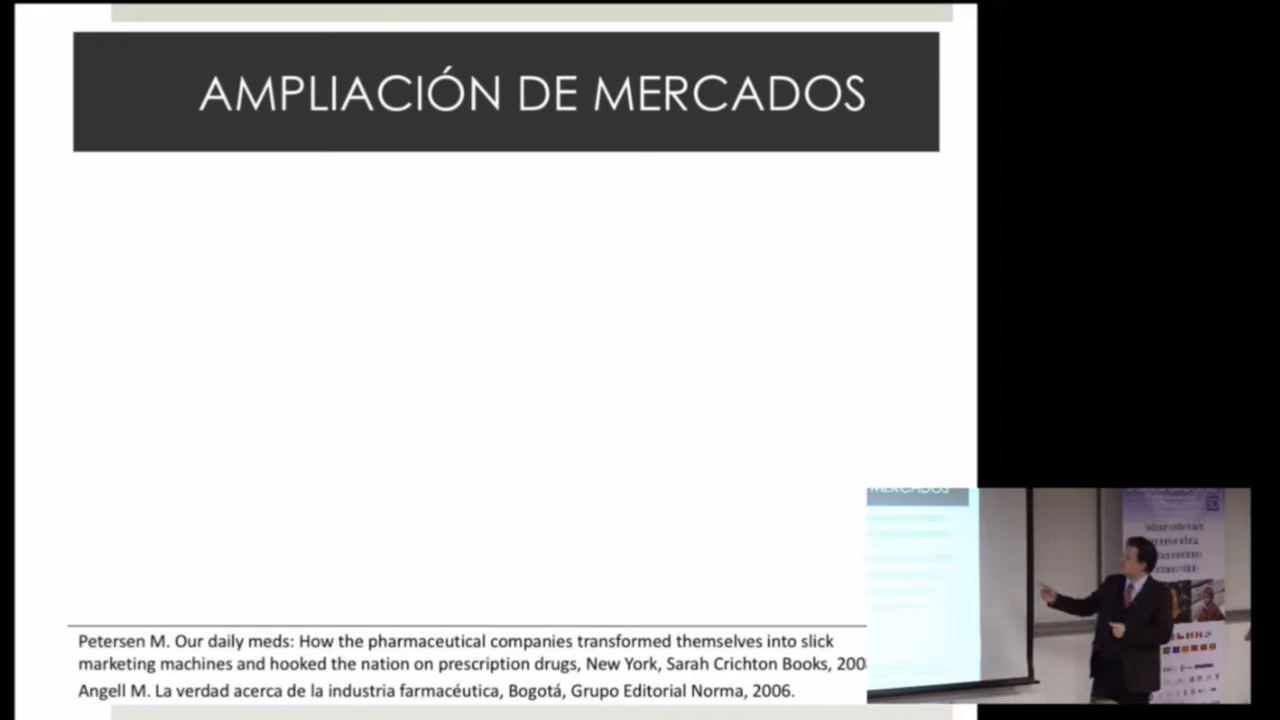 AMPLIACIÓN DE MERCADOS
Petersen M. Our daily meds: How the pharmaceutical companies transformed themselves into slick
marketing machines and hooked the nation on prescription drugs, New York, Sarah Crichton Books,
Angell M. La verdad acerca de la industria farmacéutica, Bogotá, Grupo Editorial Norma, 2006.
MERCADOS